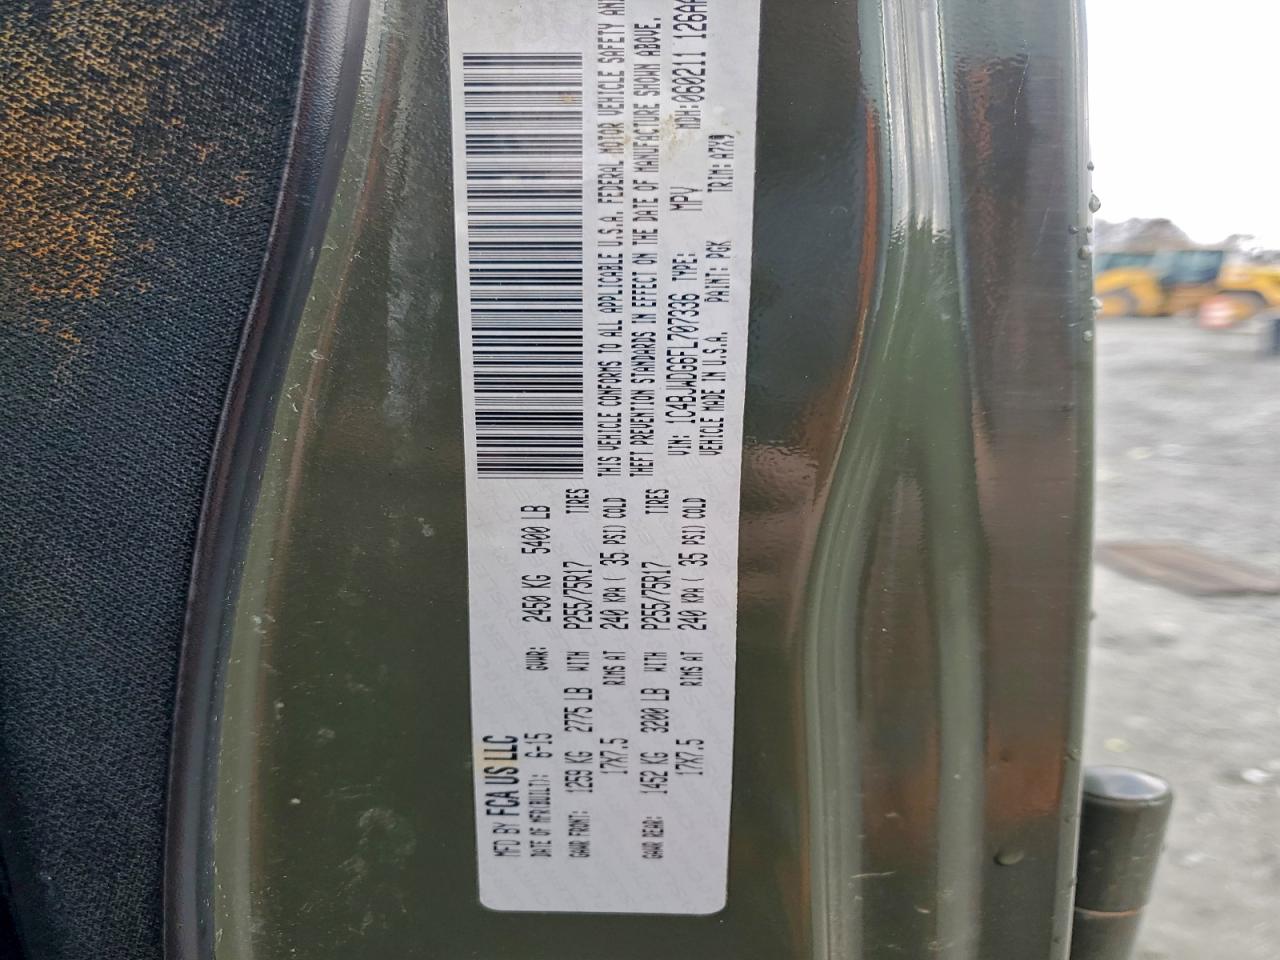 MFD BY FCA US LLC
DATE OF MFR(BUILT): 6-15 GVWR: 2450 KG 5400 LB
GAWR FRONT: 1259 KG 2775 LB WITH P255/75R17 TIRES
17X7.5 RIMS AT 240 KPA( 35 PSI) COLD
GAWR REAR: 1452 KG 3200 LB WITH P255/75R17 TIRES
17X7.5 RIMS AT 240 KPA( 35 PSI) COLD
THIS VEHICLE CONFORMS TO ALL APPLICABLE U.S.A. FEDERAL MOTOR VEHICLE SAFETY AND
THEFT PREVENTION STANDARDS IN EFFECT ON THE DATE OF MANUFACTURE SHOWN ABOVE.
VIN: 1C4BJWDG6FL707336 TYPE: MPV MDH:060211 126A
VEHICLE MADE IN U.S.A. PAINT: PGK TRIM: A7X9